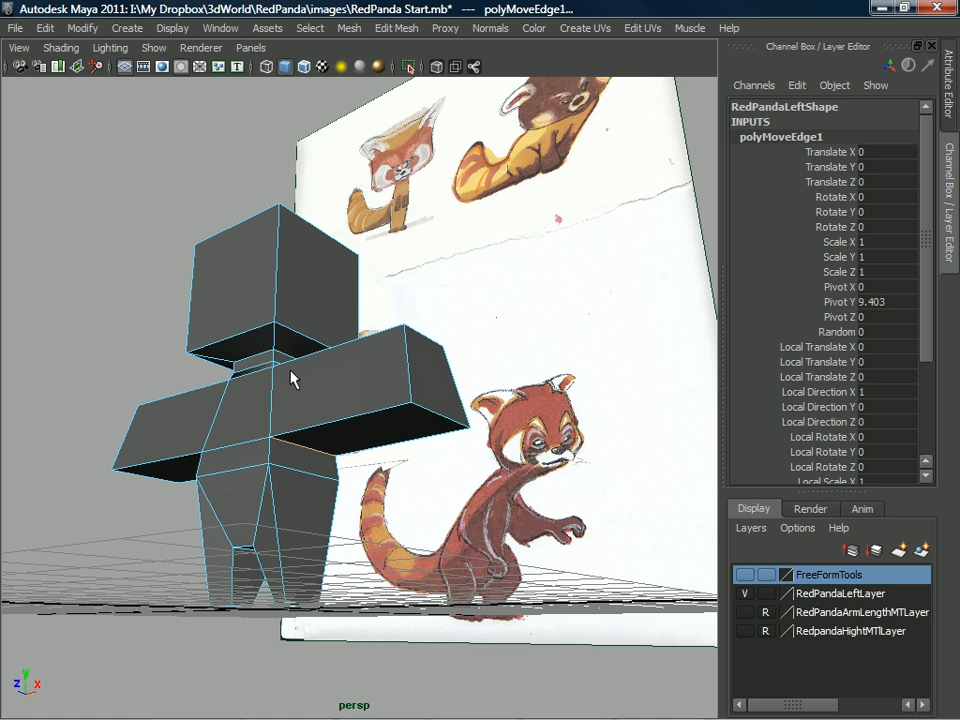 Autodesk Maya 2011: I:\My Dropbox\3dWorld\RedPanda\images\RedPanda Start.mb* --- polyMoveEdge1...
File Edit Modify Create Display Window Assets Select Mesh Edit Mesh Proxy Normals Color Create UVs Edit UVs Muscle Help
View Shading Lighting Show Renderer Panels
Channel Box / Layer Editor
Channels Edit Object Show
RedPandaLeftShape
INPUTS
polyMoveEdge1
Translate X 0
Translate Y 0
Translate Z 0
Rotate X 0
Rotate Y 0
Rotate Z 0
Scale X 1
Scale Y 1
Scale Z 1
Pivot X 0
Pivot Y 9.403
Pivot Z 0
Random 0
Local Translate X 0
Local Translate Y 0
Local Translate Z 0
Local Direction X 1
Local Direction Y 0
Local Direction Z 0
Local Rotate X 0
Local Rotate Y 0
Local Rotate Z 0
Local Scale X 1
Attribute Editor
Channel Box / Layer Editor
Display Render Anim
Layers Options Help
FreeFormTools
V RedPandaLeftLayer
R RedPandaArmLengthMTLayer
R RedpandaHightMTlLayer
y
z x
persp